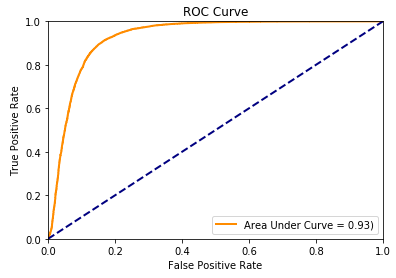 ROC Curve
True Positive Rate
1.0
0.8
0.6
0.4
0.2
0.0
Area Under Curve = 0.93)
0.0 0.2 0.4 0.6 0.8 1.0
False Positive Rate